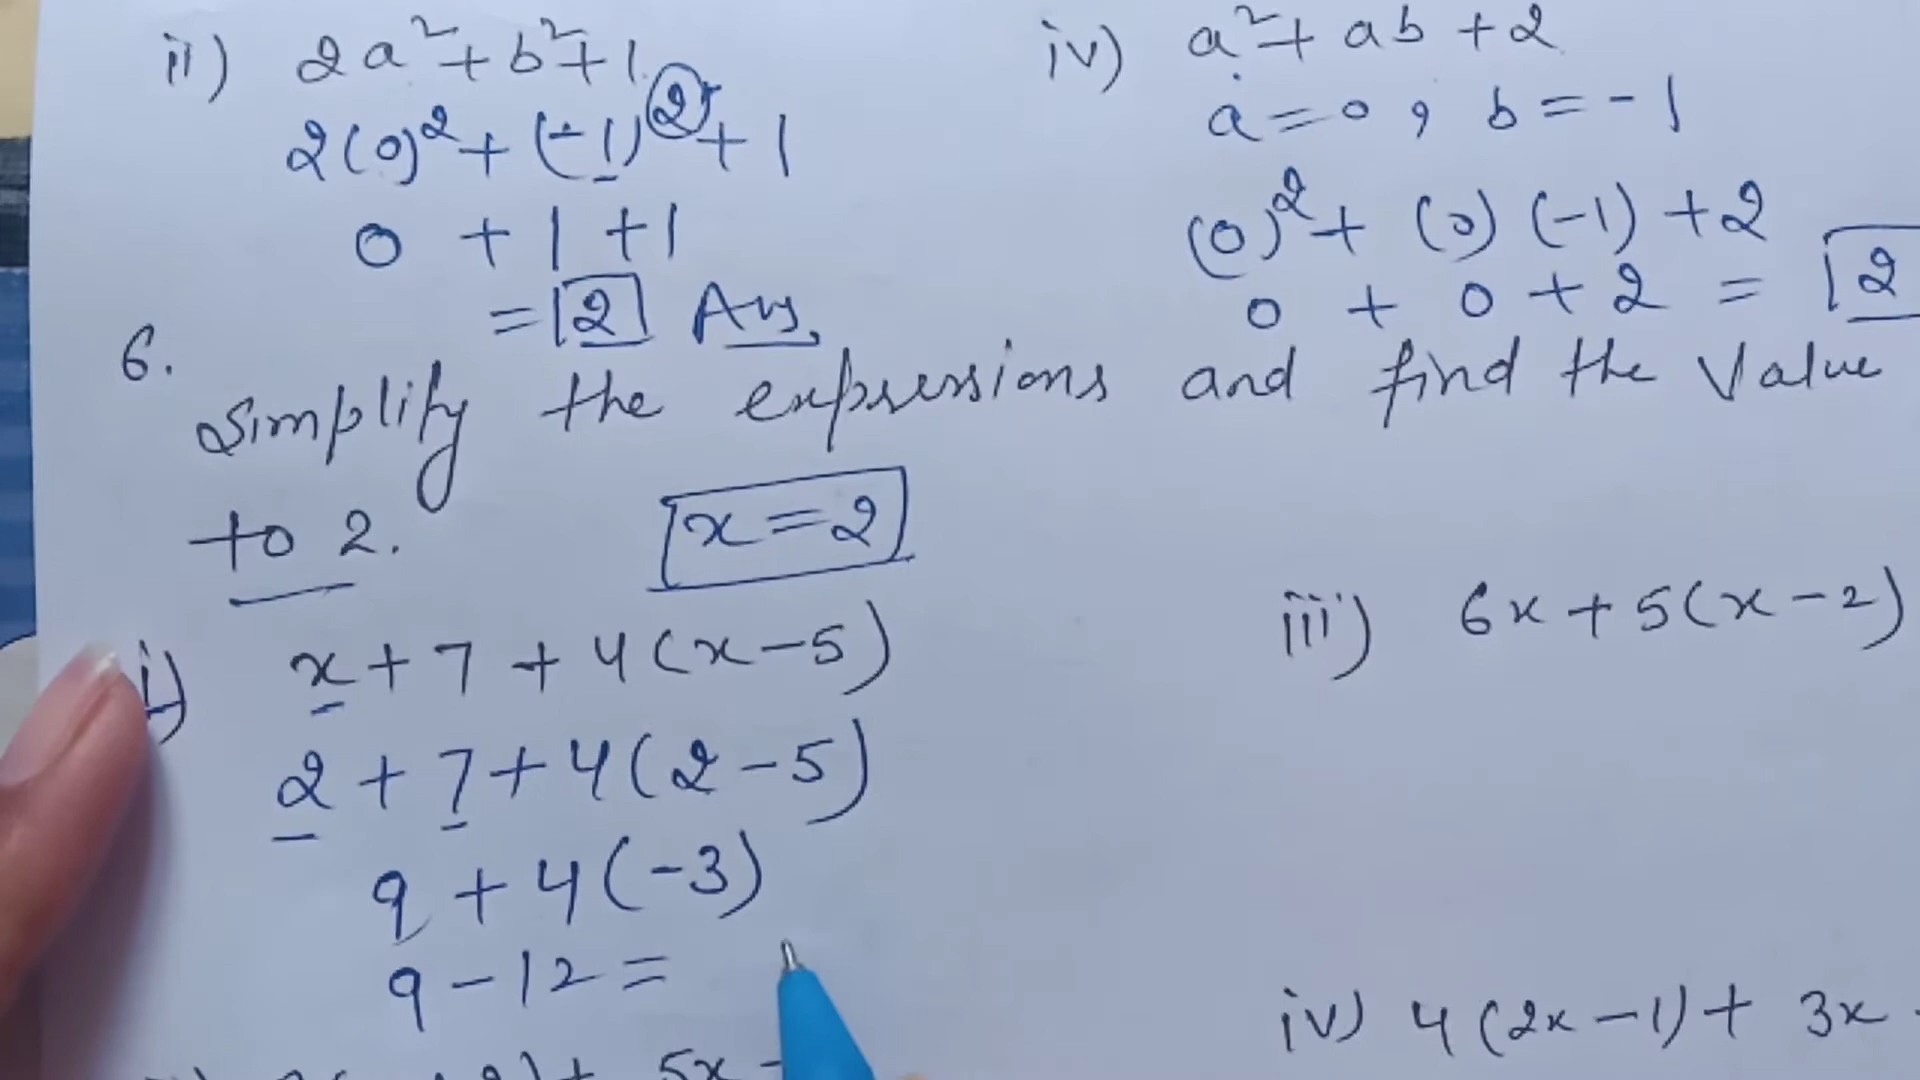 ii) 2a²+b²+1
2(0)²+(-1)²+1
0 + 1 + 1
= 2 Ans.
iv) a²+ab+2
a=0, b=-1
(0)²+(0)(-1)+2
0 + 0 + 2 = 2
6. Simplify the expressions and find the Value
to 2. x=2
i) x+7+4(x-5)
2+7+4(2-5)
9+4(-3)
9-12=
5x-
iii) 6x+5(x-2)
iv) 4(2x-1)+3x